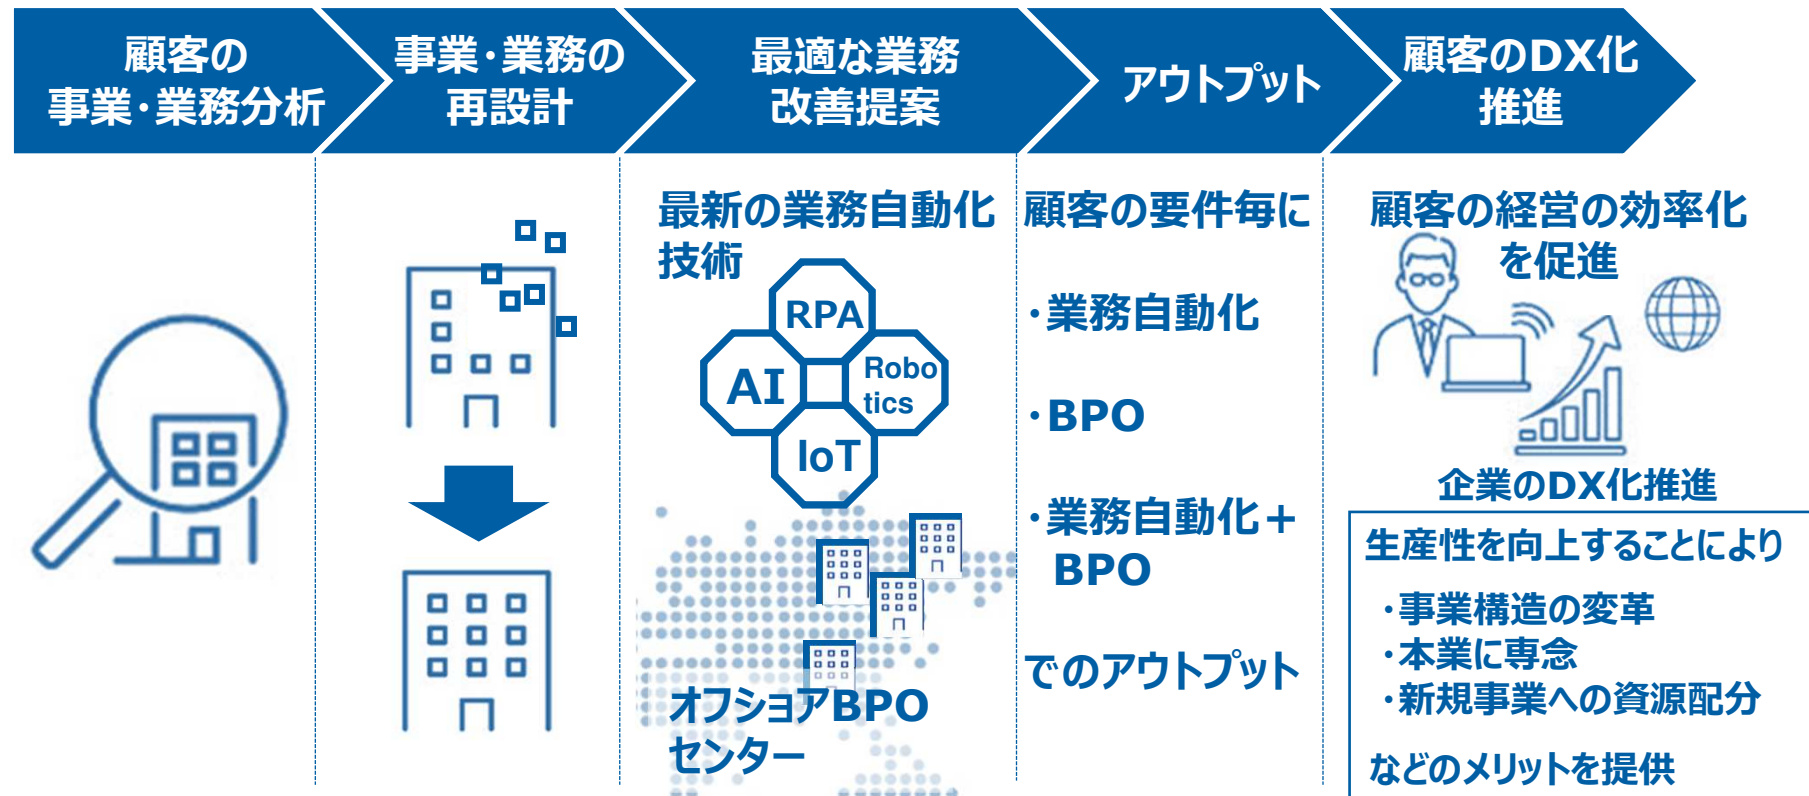 顧客の
事業・業務分析
事業・業務の
再設計
最適な業務
改善提案
アウトプット
顧客のDX化
推進
最新の業務自動化
技術
RPA
AI
Robo
tics
IoT
オフショアBPO
センター
顧客の要件毎に
・業務自動化
・BPO
・業務自動化＋
BPO
でのアウトプット
顧客の経営の効率化
を促進
企業のDX化推進
生産性を向上することにより
・事業構造の変革
・本業に専念
・新規事業への資源配分
などのメリットを提供